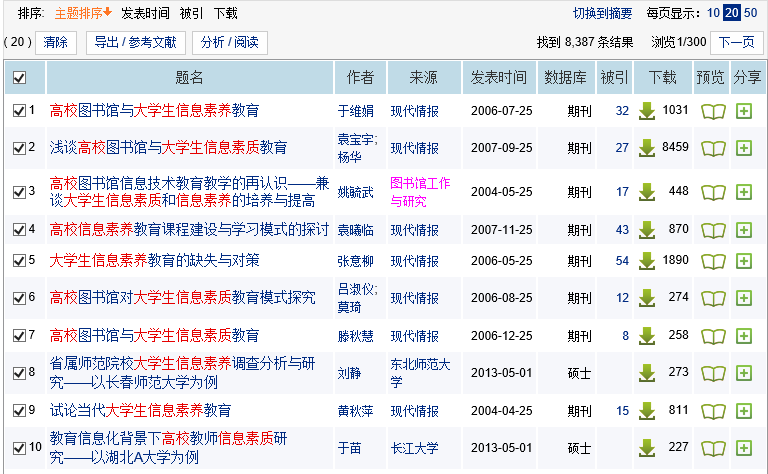 排序: 主题排序 发表时间 被引 下载 切换到摘要 每页显示: 10 20 50
( 20 ) 清除 导出 / 参考文献 分析 / 阅读 找到 8,387 条结果 浏览1/300 下一页
题名 作者 来源 发表时间 数据库 被引 下载 预览 分享
1 高校图书馆与大学生信息素养教育 于维娟 现代情报 2006-07-25 期刊 32 1031
2 浅谈高校图书馆与大学生信息素质教育 袁宝宇; 杨华 现代情报 2007-09-25 期刊 27 8459
3 高校图书馆信息技术教育教学的再认识——兼
谈大学生信息素质和信息素养的培养与提高 姚毓武 图书馆工作
与研究 2004-05-25 期刊 17 448
4 高校信息素养教育课程建设与学习模式的探讨 袁曦临 现代情报 2007-11-25 期刊 43 870
5 大学生信息素养教育的缺失与对策 张意柳 现代情报 2006-05-25 期刊 54 1890
6 高校图书馆对大学生信息素质教育模式探究 吕淑仪; 莫琦 现代情报 2006-08-25 期刊 12 274
7 高校图书馆与大学生信息素质教育 滕秋慧 现代情报 2006-12-25 期刊 8 258
8 省属师范院校大学生信息素养调查分析与研
究——以长春师范大学为例 刘静 东北师范大
学 2013-05-01 硕士 273
9 试论当代大学生信息素养教育 黄秋萍 现代情报 2004-04-25 期刊 15 811
10 教育信息化背景下高校教师信息素质研
究——以湖北A大学为例 于苗 长江大学 2013-05-01 硕士 227